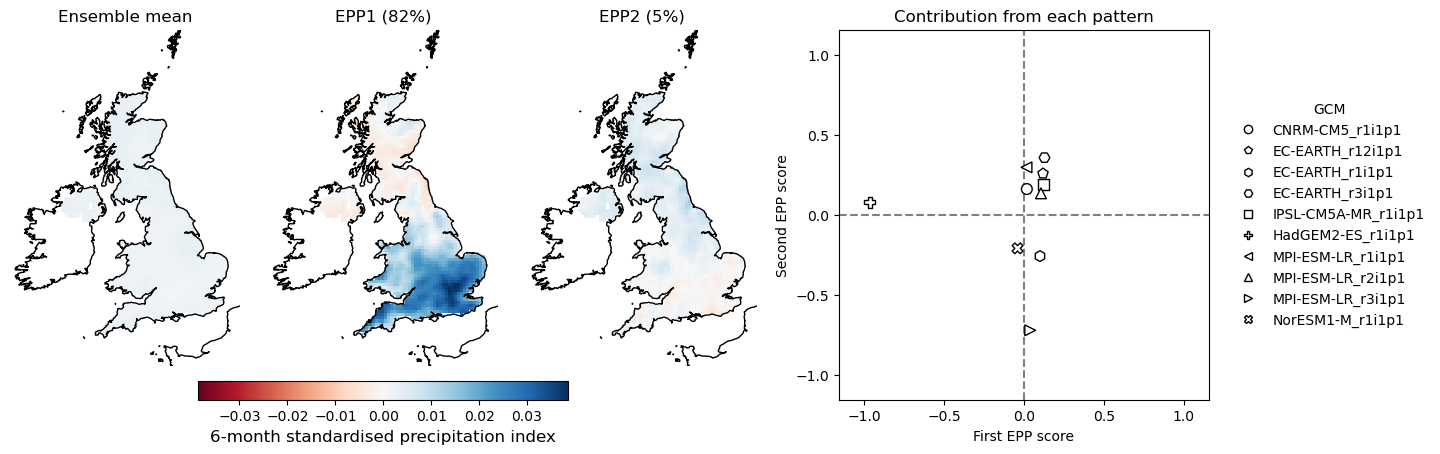 Ensemble mean
EPP1 (82%)
EPP2 (5%)
−0.03 −0.02 −0.01 0.00 0.01 0.02 0.03
6-month standardised precipitation index
Contribution from each pattern
Second EPP score
1.0
0.5
0.0
−0.5
−1.0
−1.0 −0.5 0.0 0.5 1.0
First EPP score
GCM
CNRM-CM5_r1i1p1
EC-EARTH_r12i1p1
EC-EARTH_r1i1p1
EC-EARTH_r3i1p1
IPSL-CM5A-MR_r1i1p1
HadGEM2-ES_r1i1p1
MPI-ESM-LR_r1i1p1
MPI-ESM-LR_r2i1p1
MPI-ESM-LR_r3i1p1
NorESM1-M_r1i1p1